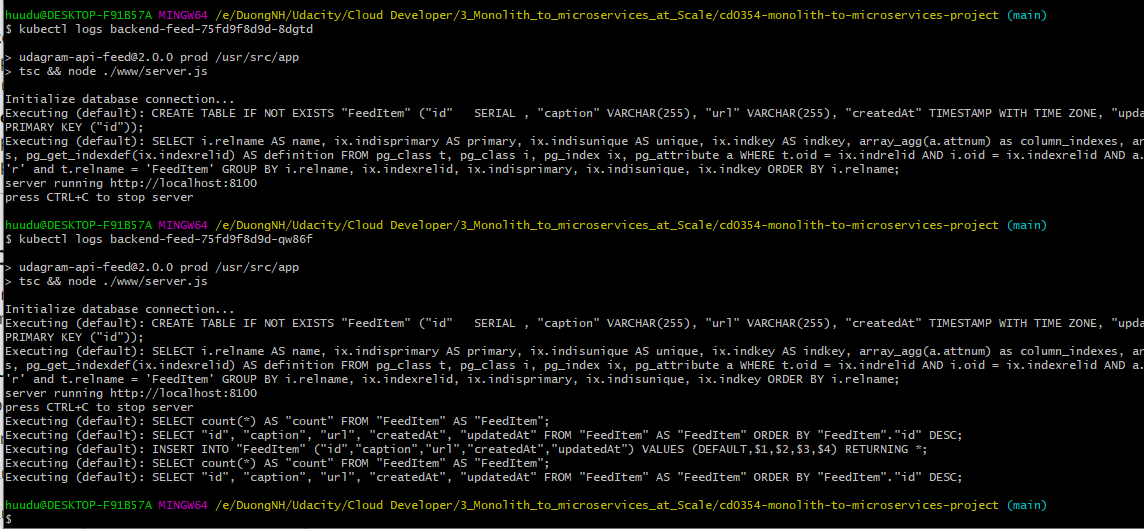 huudu@DESKTOP-F91B57A MINGW64 /e/DuongNH/Udacity/Cloud Developer/3_Monolith_to_microservices_at_Scale/cd0354-monolith-to-microservices-project (main)
$ kubectl logs backend-feed-75fd9f8d9d-8dgtd
> udagram-api-feed@2.0.0 prod /usr/src/app
> tsc && node ./www/server.js
Initialize database connection...
Executing (default): CREATE TABLE IF NOT EXISTS "FeedItem" ("id"   SERIAL , "caption" VARCHAR(255), "url" VARCHAR(255), "createdAt" TIMESTAMP WITH TIME ZONE, "upda
PRIMARY KEY ("id"));
Executing (default): SELECT i.relname AS name, ix.indisprimary AS primary, ix.indisunique AS unique, ix.indkey AS indkey, array_agg(a.attnum) as column_indexes, ar
s, pg_get_indexdef(ix.indexrelid) AS definition FROM pg_class t, pg_class i, pg_index ix, pg_attribute a WHERE t.oid = ix.indrelid AND i.oid = ix.indexrelid AND a.
'r' and t.relname = 'FeedItem' GROUP BY i.relname, ix.indexrelid, ix.indisprimary, ix.indisunique, ix.indkey ORDER BY i.relname;
server running http://localhost:8100
press CTRL+C to stop server
huudu@DESKTOP-F91B57A MINGW64 /e/DuongNH/Udacity/Cloud Developer/3_Monolith_to_microservices_at_Scale/cd0354-monolith-to-microservices-project (main)
$ kubectl logs backend-feed-75fd9f8d9d-qw86f
> udagram-api-feed@2.0.0 prod /usr/src/app
> tsc && node ./www/server.js
Initialize database connection...
Executing (default): CREATE TABLE IF NOT EXISTS "FeedItem" ("id"   SERIAL , "caption" VARCHAR(255), "url" VARCHAR(255), "createdAt" TIMESTAMP WITH TIME ZONE, "upda
PRIMARY KEY ("id"));
Executing (default): SELECT i.relname AS name, ix.indisprimary AS primary, ix.indisunique AS unique, ix.indkey AS indkey, array_agg(a.attnum) as column_indexes, ar
s, pg_get_indexdef(ix.indexrelid) AS definition FROM pg_class t, pg_class i, pg_index ix, pg_attribute a WHERE t.oid = ix.indrelid AND i.oid = ix.indexrelid AND a.
'r' and t.relname = 'FeedItem' GROUP BY i.relname, ix.indexrelid, ix.indisprimary, ix.indisunique, ix.indkey ORDER BY i.relname;
server running http://localhost:8100
press CTRL+C to stop server
Executing (default): SELECT count(*) AS "count" FROM "FeedItem" AS "FeedItem";
Executing (default): SELECT "id", "caption", "url", "createdAt", "updatedAt" FROM "FeedItem" AS "FeedItem" ORDER BY "FeedItem"."id" DESC;
Executing (default): INSERT INTO "FeedItem" ("id","caption","url","createdAt","updatedAt") VALUES (DEFAULT,$1,$2,$3,$4) RETURNING *;
Executing (default): SELECT count(*) AS "count" FROM "FeedItem" AS "FeedItem";
Executing (default): SELECT "id", "caption", "url", "createdAt", "updatedAt" FROM "FeedItem" AS "FeedItem" ORDER BY "FeedItem"."id" DESC;
huudu@DESKTOP-F91B57A MINGW64 /e/DuongNH/Udacity/Cloud Developer/3_Monolith_to_microservices_at_Scale/cd0354-monolith-to-microservices-project (main)
$